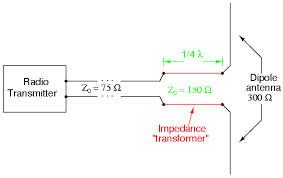 1/4 λ
Radio
Transmitter
Z₀ = 75 Ω
Z₀ = 150 Ω
Dipole
antenna
300 Ω
Impedance
"transformer"